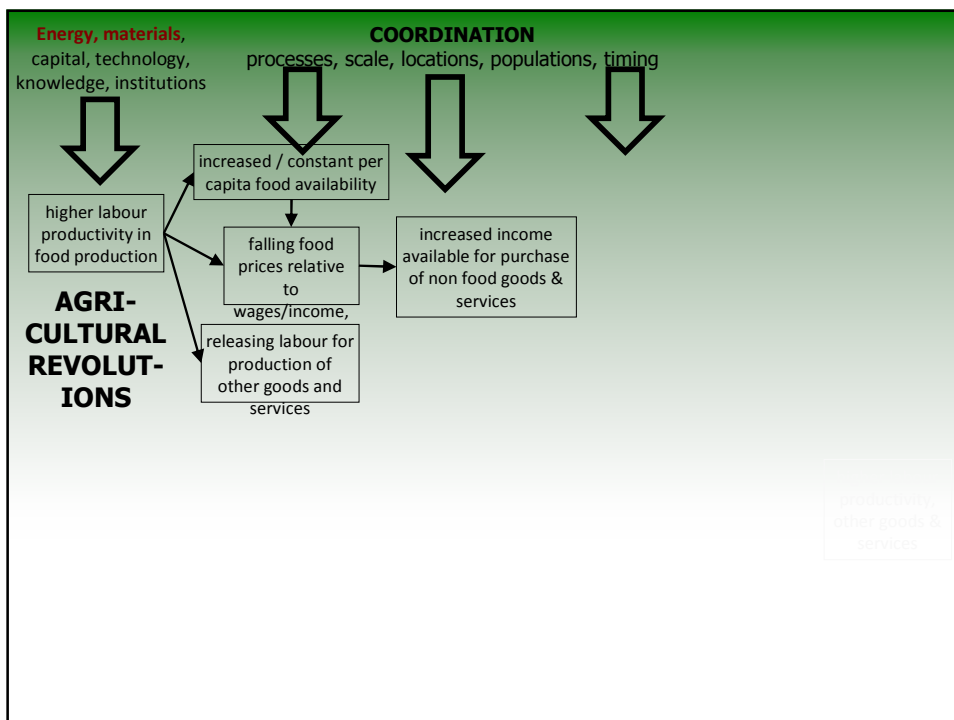 Energy, materials,
capital, technology,
knowledge, institutions
COORDINATION
processes, scale, locations, populations, timing
increased / constant per
capita food availability
higher labour
productivity in
food production
falling food
prices relative
to
wages/income,
increased income
available for purchase
of non food goods &
services
AGRI-
CULTURAL
REVOLUT-
IONS
releasing labour for
production of
other goods and
services
productivity,
other goods &
services